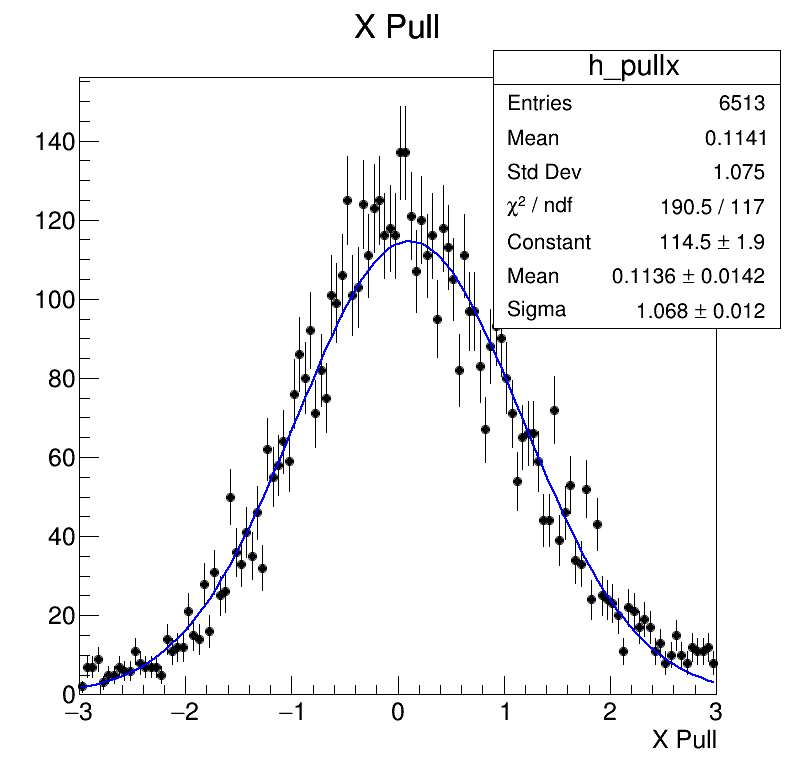 X Pull
h_pullx
Entries 6513
Mean 0.1141
Std Dev 1.075
χ² / ndf 190.5 / 117
Constant 114.5 ± 1.9
Mean 0.1136 ± 0.0142
Sigma 1.068 ± 0.012
140
120
100
80
60
40
20
0
−3 −2 −1 0 1 2 3
X Pull